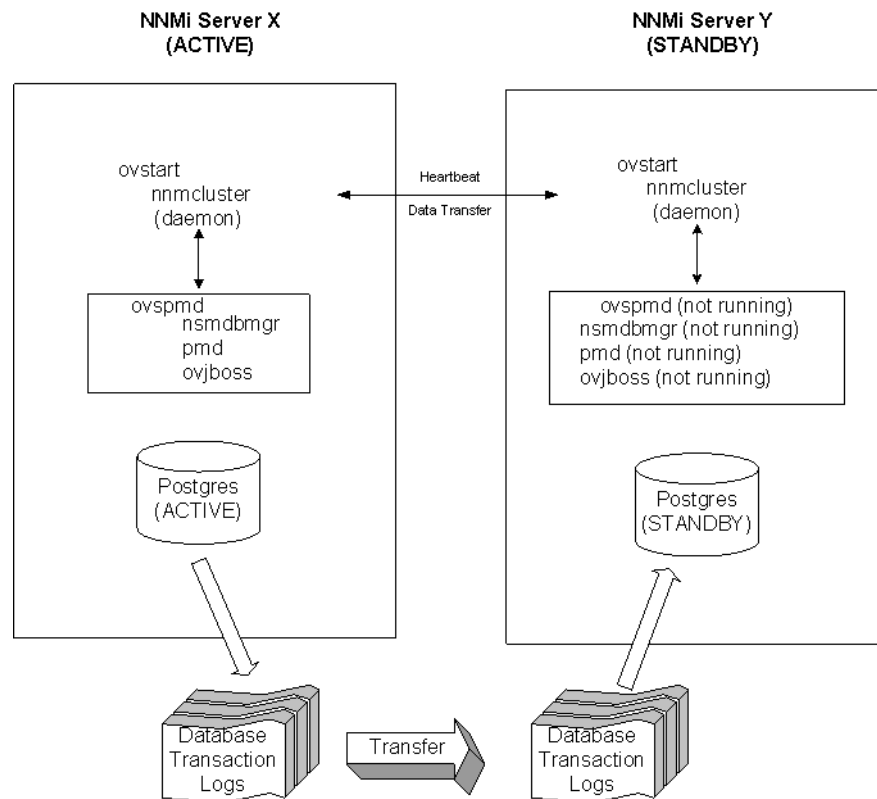 NNMi Server X
(ACTIVE)
NNMi Server Y
(STANDBY)
ovstart
nnmcluster
(daemon)
Heartbeat
Data Transfer
ovstart
nnmcluster
(daemon)
ovspmd
nsmdbmgr
pmd
ovjboss
ovspmd (not running)
nsmdbmgr (not running)
pmd (not running)
ovjboss (not running)
Postgres
(ACTIVE)
Postgres
(STANDBY)
Database
Transaction
Logs
Transfer
Database
Transaction
Logs